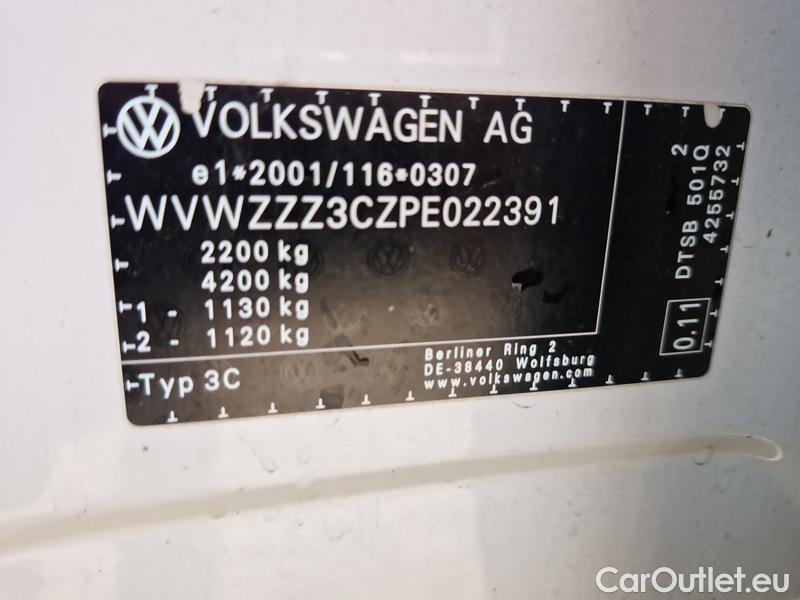 VOLKSWAGEN AG
e1*2001/116*0307
WVWZZZ3CZPE022391
2200 kg
4200 kg
1 - 1130 kg
2 - 1120 kg
Typ 3C
Berliner Ring 2
DE-38440 Wolfsburg
www.volkswagen.com
0.11
DTSB 501Q 2
4255732
CarOutlet.eu